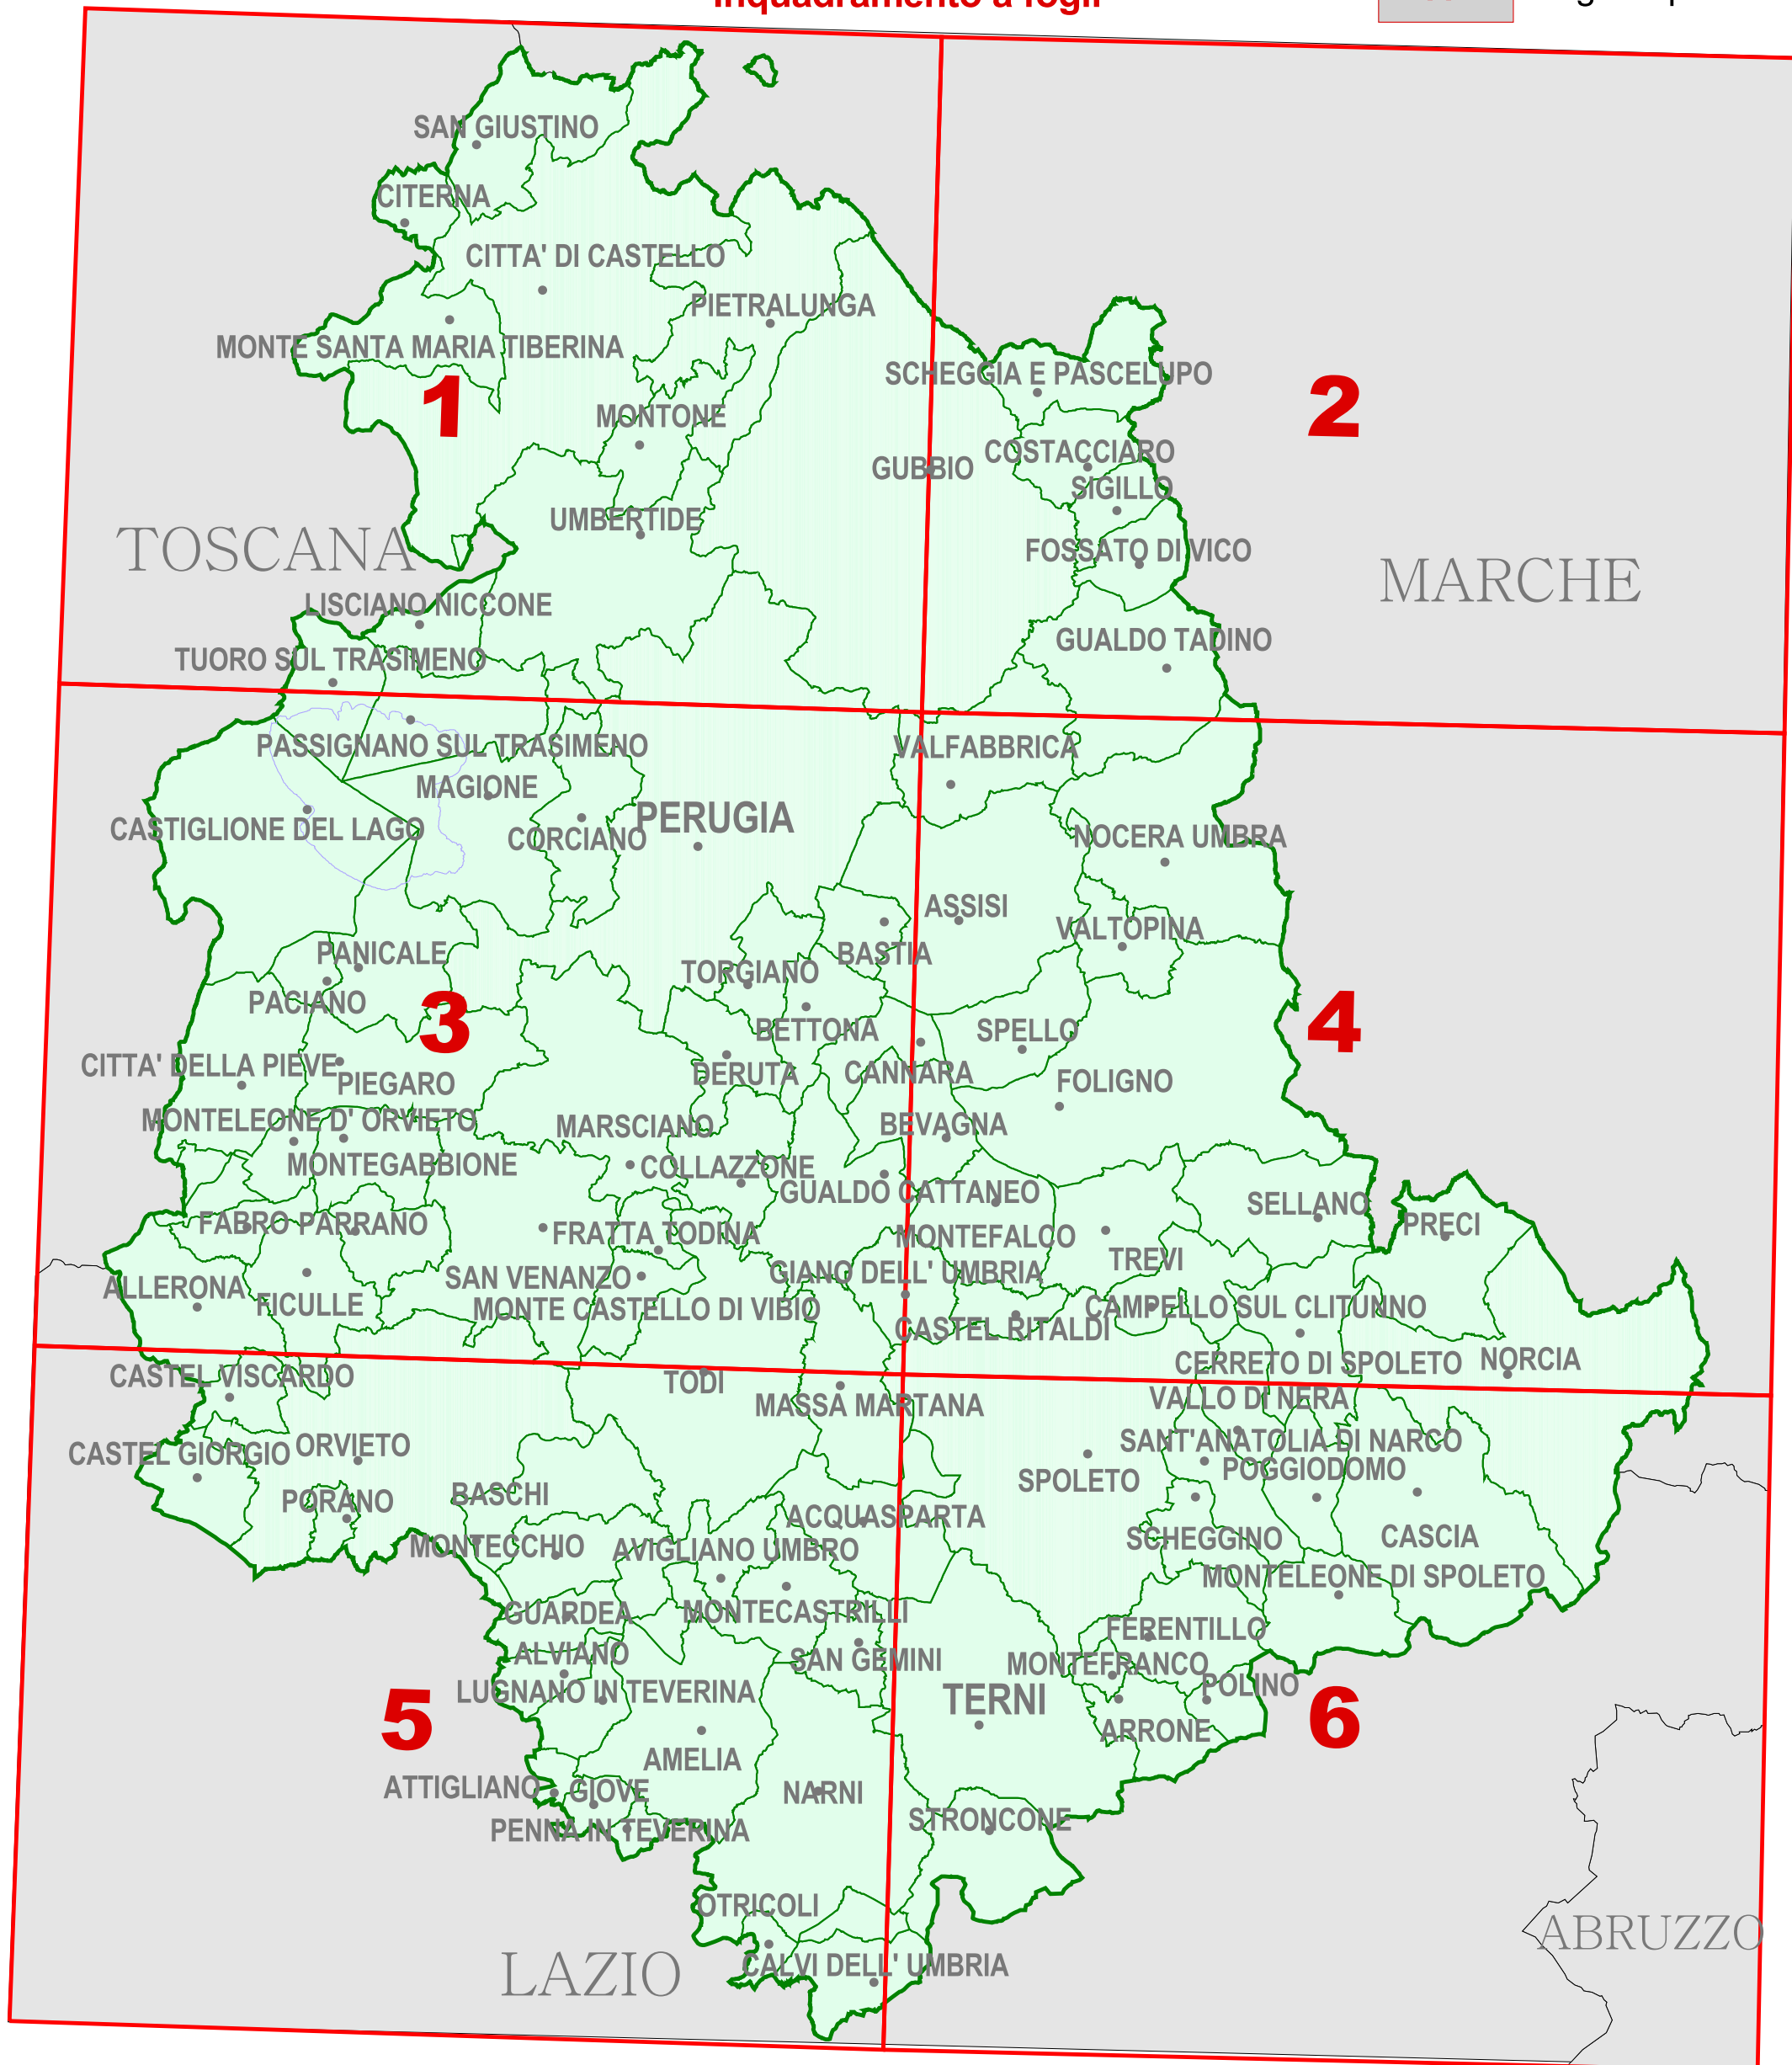 Inquadramento a fogli
SAN GIUSTINO
CITERNA
CITTA' DI CASTELLO
PIETRALUNGA
MONTE SANTA MARIA TIBERINA
SCHEGGIA E PASCELUPO
1
2
MONTONE
COSTACCIARO
GUBBIO
SIGILLO
UMBERTIDE
TOSCANA
FOSSATO DI VICO
MARCHE
LISCIANO NICCONE
GUALDO TADINO
TUORO SUL TRASIMENO
PASSIGNANO SUL TRASIMENO
VALFABBRICA
MAGIONE
PERUGIA
CASTIGLIONE DEL LAGO
CORCIANO
NOCERA UMBRA
ASSISI
VALTOPINA
PANICALE
BASTIA
TORGIANO
PACIANO
3
4
BETTONA
SPELLO
CITTA' DELLA PIEVE
PIEGARO
DERUTA
CANNARA
FOLIGNO
MONTELEONE D' ORVIETO
MARSCIANO
BEVAGNA
MONTEGABBIONE
COLLAZZONE
GUALDO CATTANEO
SELLANO
FABRO
PARRANO
PRECI
FRATTA TODINA
MONTEFALCO
TREVI
SAN VENANZO
GIANO DELL' UMBRIA
ALLERONA
FICULLE
MONTE CASTELLO DI VIBIO
CAMPELLO SUL CLITUNNO
CASTEL RITALDI
CERRETO DI SPOLETO
NORCIA
CASTEL VISCARDO
TODI
MASSA MARTANA
VALLO DI NERA
CASTEL GIORGIO
ORVIETO
SANT'ANATOLIA DI NARCO
SPOLETO
POGGIODOMO
PORANO
BASCHI
ACQUASPARTA
MONTECCHIO
AVIGLIANO UMBRO
SCHEGGINO
CASCIA
MONTELEONE DI SPOLETO
GUARDEA
MONTECASTRILLI
FERENTILLO
ALVIANO
SAN GEMINI
MONTEFRANCO
LUGNANO IN TEVERINA
TERNI
POLINO
5
6
ARRONE
AMELIA
ATTIGLIANO
GIOVE
NARNI
PENNA IN TEVERINA
STRONCONE
OTRICOLI
ABRUZZO
LAZIO
CALVI DELL' UMBRIA